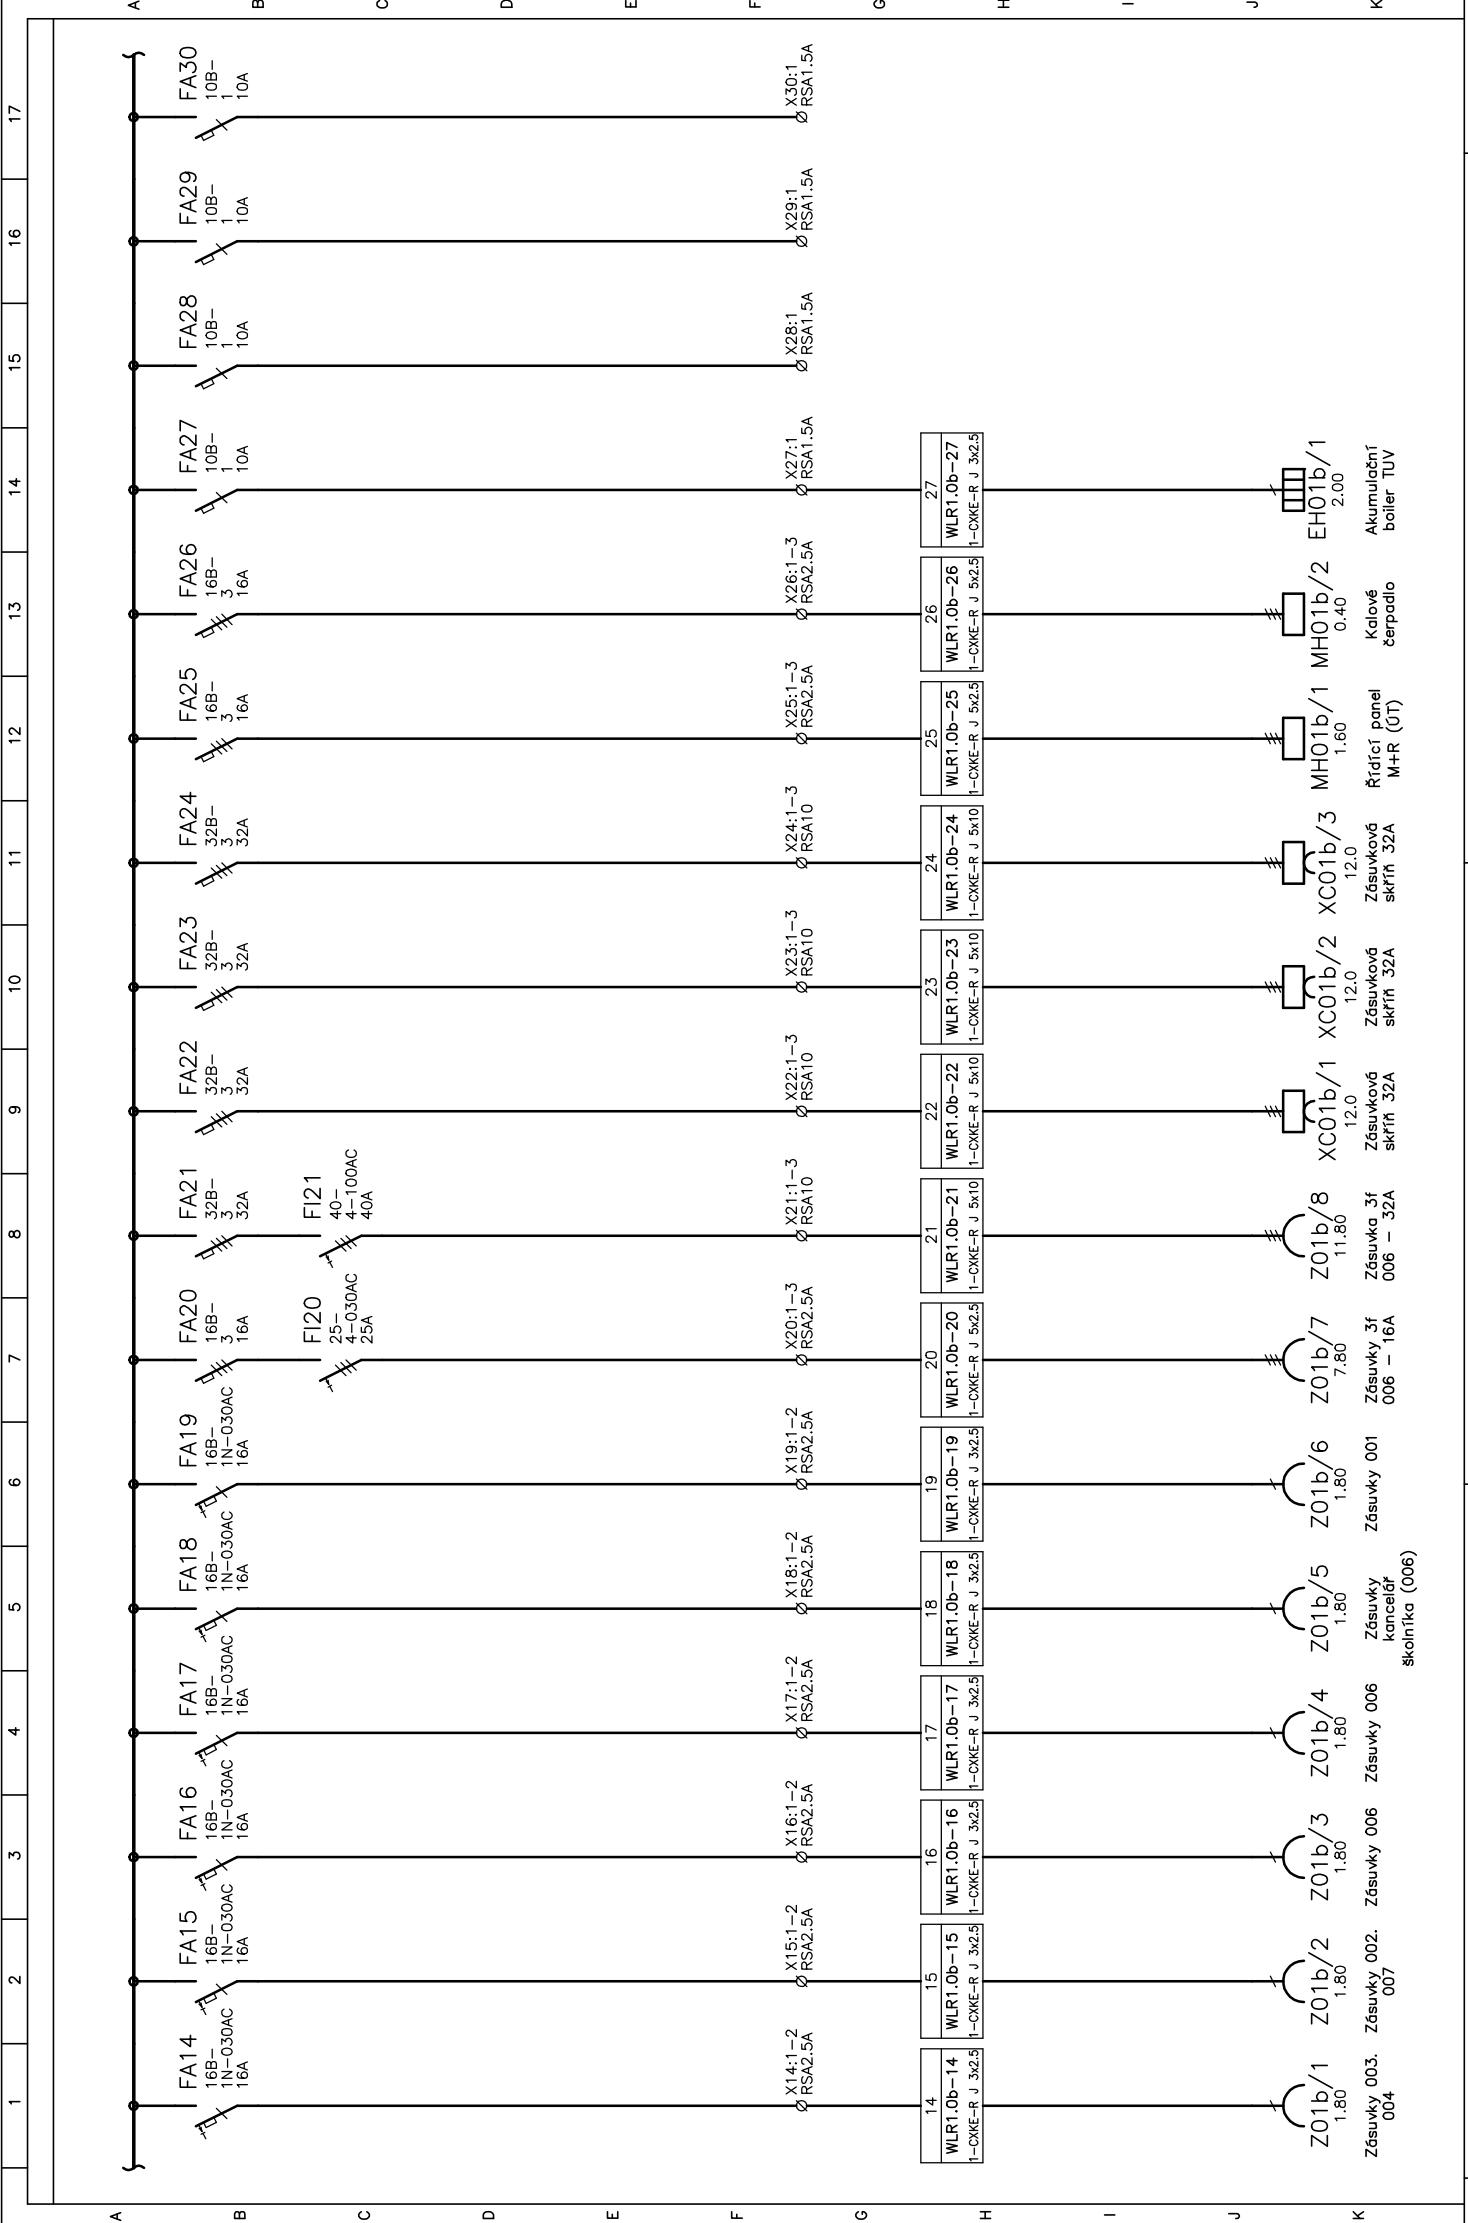 1 2 3 4 5 6 7 8 9 10 11 12 13 14 15 16 17
A
B
C
D
E
F
G
H
I
J
K
A
B
C
D
E
F
G
H
I
J
K
FA14
16B-
1N-030AC
16A
X14:1-2
RSA2.5A
14
WLR1.0b-14
1-CXKE-R J 3x2.5
Z01b/1
1.80
Zásuvky 003.
004
FA15
16B-
1N-030AC
16A
X15:1-2
RSA2.5A
15
WLR1.0b-15
1-CXKE-R J 3x2.5
Z01b/2
1.80
Zásuvky 002.
007
FA16
16B-
1N-030AC
16A
X16:1-2
RSA2.5A
16
WLR1.0b-16
1-CXKE-R J 3x2.5
Z01b/3
1.80
Zásuvky 006
FA17
16B-
1N-030AC
16A
X17:1-2
RSA2.5A
17
WLR1.0b-17
1-CXKE-R J 3x2.5
Z01b/4
1.80
Zásuvky 006
FA18
16B-
1N-030AC
16A
X18:1-2
RSA2.5A
18
WLR1.0b-18
1-CXKE-R J 3x2.5
Z01b/5
1.80
Zásuvky
kancelář
školníka (006)
FA19
16B-
1N-030AC
16A
X19:1-2
RSA2.5A
19
WLR1.0b-19
1-CXKE-R J 3x2.5
Z01b/6
1.80
Zásuvky 001
FA20
16B-
3
16A
FI20
25-
4-030AC
25A
X20:1-3
RSA2.5A
20
WLR1.0b-20
1-CXKE-R J 5x2.5
Z01b/7
7.80
Zásuvky 3f
006 - 16A
FA21
32B-
3
32A
FI21
40-
4-100AC
40A
X21:1-3
RSA10
21
WLR1.0b-21
1-CXKE-R J 5x10
Z01b/8
11.80
Zásuvka 3f
006 - 32A
FA22
32B-
3
32A
X22:1-3
RSA10
22
WLR1.0b-22
1-CXKE-R J 5x10
XC01b/1
12.0
Zásuvková
skříň 32A
FA23
32B-
3
32A
X23:1-3
RSA10
23
WLR1.0b-23
1-CXKE-R J 5x10
XC01b/2
12.0
Zásuvková
skříň 32A
FA24
32B-
3
32A
X24:1-3
RSA10
24
WLR1.0b-24
1-CXKE-R J 5x10
XC01b/3
12.0
Zásuvková
skříň 32A
FA25
16B-
3
16A
X25:1-3
RSA2.5A
25
WLR1.0b-25
1-CXKE-R J 5x2.5
MH01b/1
1.60
Řídící panel
M+R (ÚT)
FA26
16B-
3
16A
X26:1-3
RSA2.5A
26
WLR1.0b-26
1-CXKE-R J 5x2.5
MH01b/2
0.40
Kalové
čerpadlo
FA27
10B-
1
10A
X27:1
RSA1.5A
27
WLR1.0b-27
1-CXKE-R J 3x2.5
EH01b/1
2.00
Akumulační
boiler TUV
FA28
10B-
1
10A
X28:1
RSA1.5A
FA29
10B-
1
10A
X29:1
RSA1.5A
FA30
10B-
1
10A
X30:1
RSA1.5A